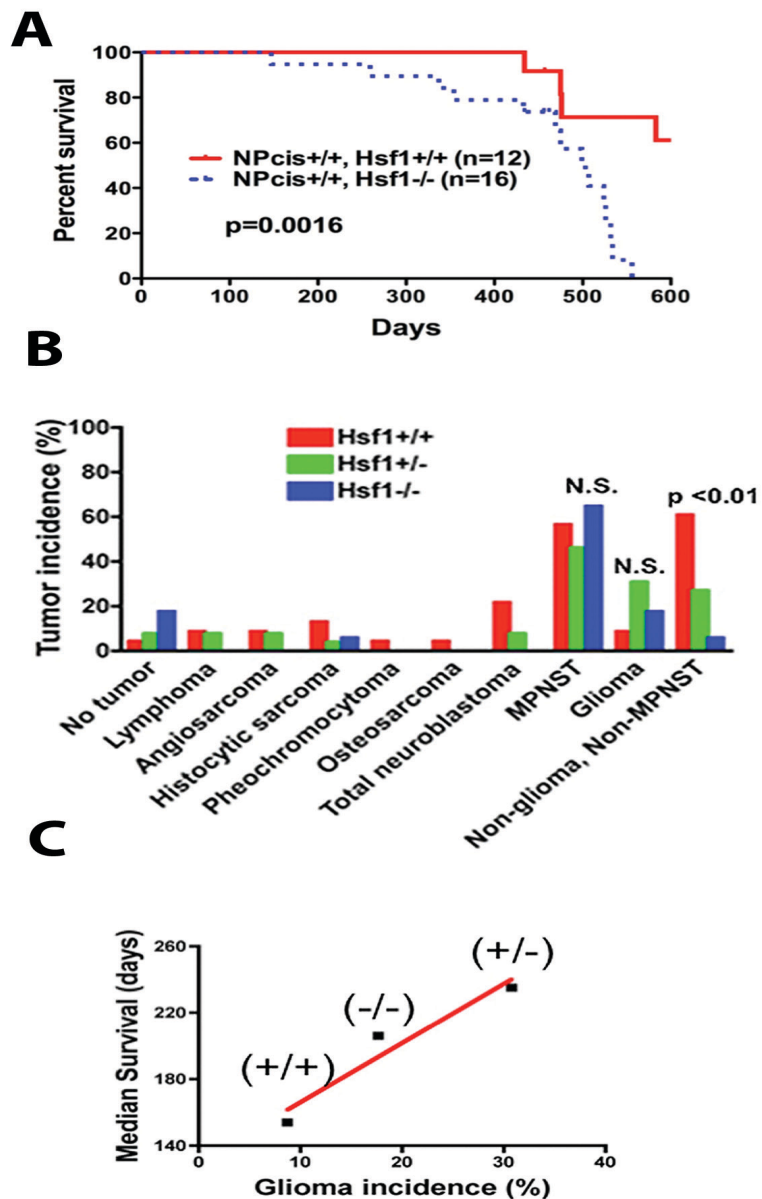 A
Percent survival
100
80
60
40
20
0
NPcis+/+, Hsf1+/+ (n=12)
NPcis+/+, Hsf1-/- (n=16)
p=0.0016
0 100 200 300 400 500 600
Days
B
Tumor incidence (%)
100
80
60
40
20
0
Hsf1+/+
Hsf1+/-
Hsf1-/-
N.S.
p <0.01
N.S.
No tumor
Lymphoma
Angiosarcoma
Histocytic sarcoma
Pheochromocytoma
Osteosarcoma
Total neuroblastoma
MPNST
Glioma
Non-glioma, Non-MPNST
C
Median Survival (days)
260
220
180
140
(+/-)
(-/-)
(+/+)
0 10 20 30 40
Glioma incidence (%)